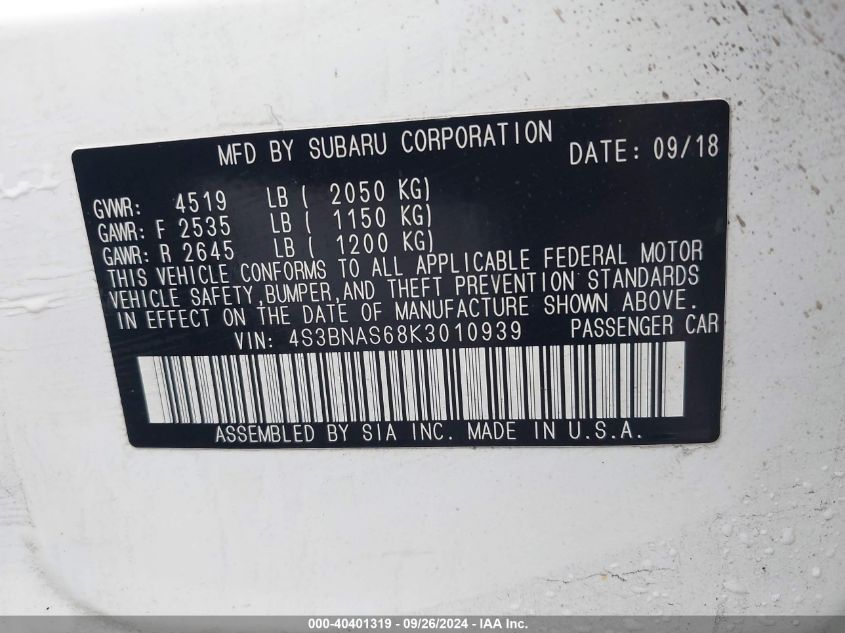 MFD BY SUBARU CORPORATION DATE: 09/18
GVWR: 4519 LB ( 2050 KG)
GAWR: F 2535 LB ( 1150 KG)
GAWR: R 2645 LB ( 1200 KG)
THIS VEHICLE CONFORMS TO ALL APPLICABLE FEDERAL MOTOR
VEHICLE SAFETY,BUMPER,AND THEFT PREVENTION STANDARDS
IN EFFECT ON THE DATE OF MANUFACTURE SHOWN ABOVE.
VIN: 4S3BNAS68K3010939 PASSENGER CAR
ASSEMBLED BY SIA INC. MADE IN U.S.A.
000-40401319 - 09/26/2024 - IAA Inc.